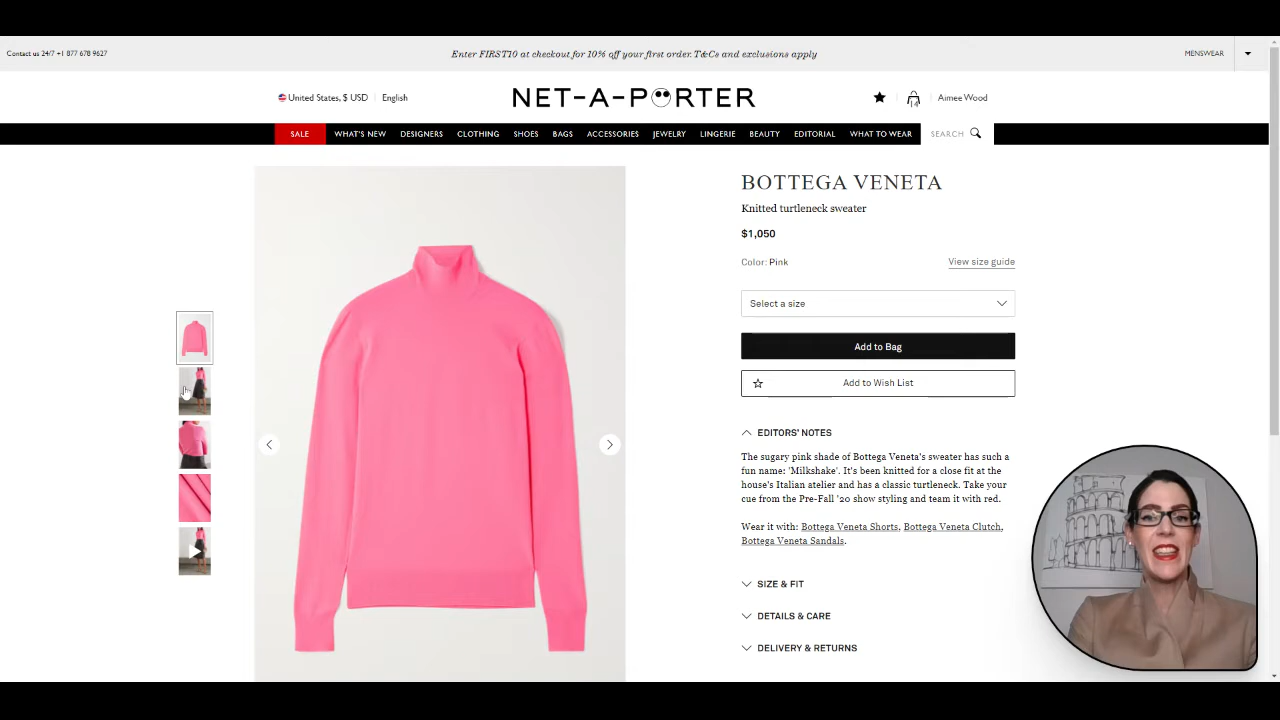 Contact us 24/7 +1 877 678 9627
Enter FIRST10 at checkout for 10% off your first order. T&Cs and exclusions apply
MENSWEAR
United States, $ USD
English
NET-A-PORTER
14
Aimee Wood
SALE
WHAT'S NEW
DESIGNERS
CLOTHING
SHOES
BAGS
ACCESSORIES
JEWELRY
LINGERIE
BEAUTY
EDITORIAL
WHAT TO WEAR
SEARCH
BOTTEGA VENETA
Knitted turtleneck sweater
$1,050
Color: Pink
View size guide
Select a size
Add to Bag
Add to Wish List
EDITORS' NOTES
The sugary pink shade of Bottega Veneta's sweater has such a
fun name: 'Milkshake'. It's been knitted for a close fit at the
house's Italian atelier and has a classic turtleneck. Take your
cue from the Pre-Fall '20 show styling and team it with red.
Wear it with: Bottega Veneta Shorts, Bottega Veneta Clutch,
Bottega Veneta Sandals.
SIZE & FIT
DETAILS & CARE
DELIVERY & RETURNS